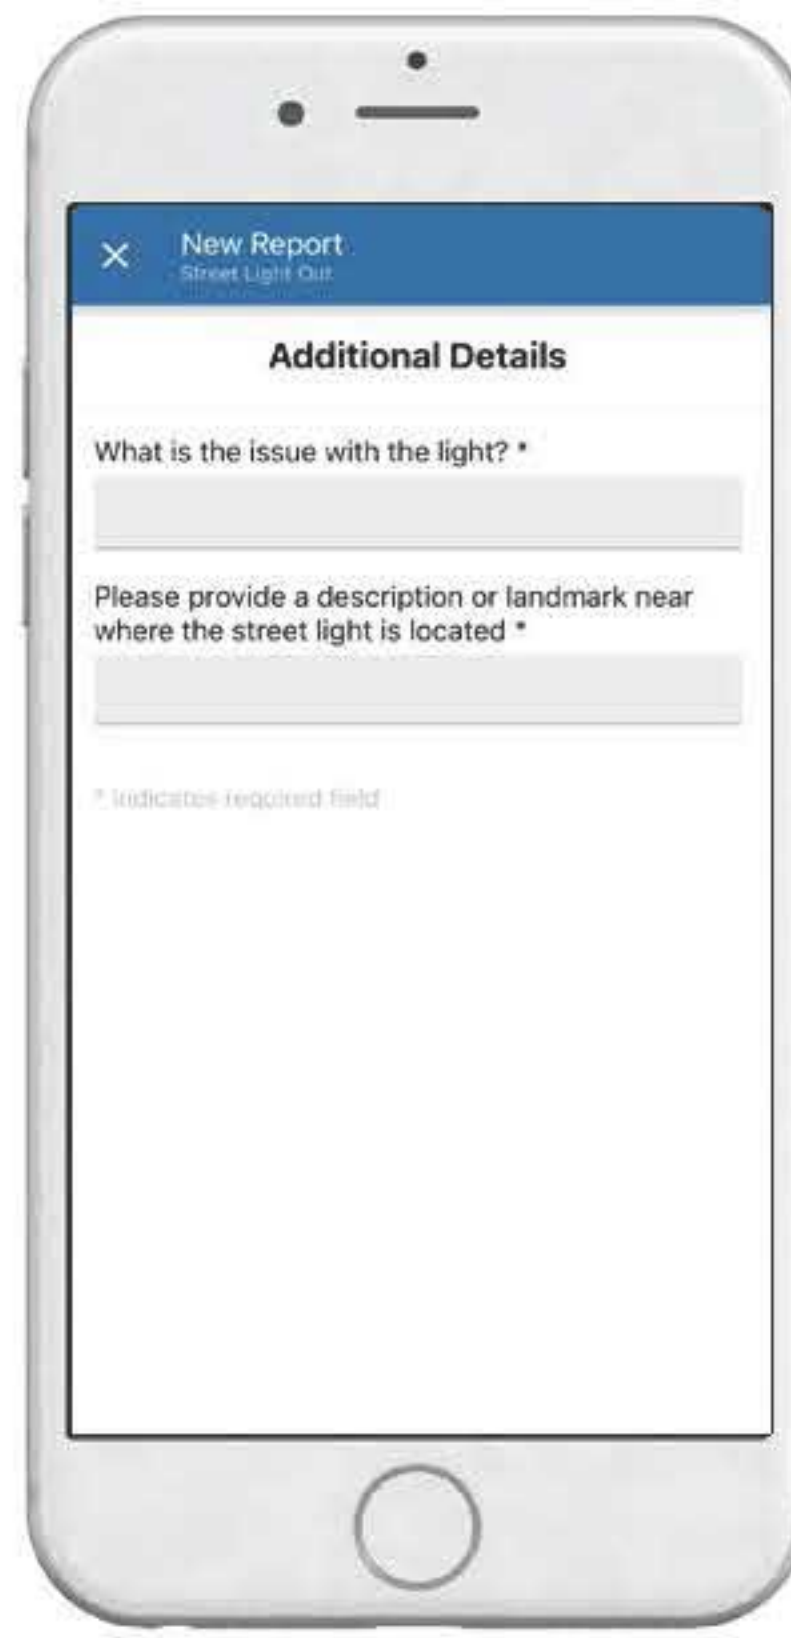 New Report
Street Light Out
Additional Details
What is the issue with the light? *
Please provide a description or landmark near
where the street light is located *
* indicates required field